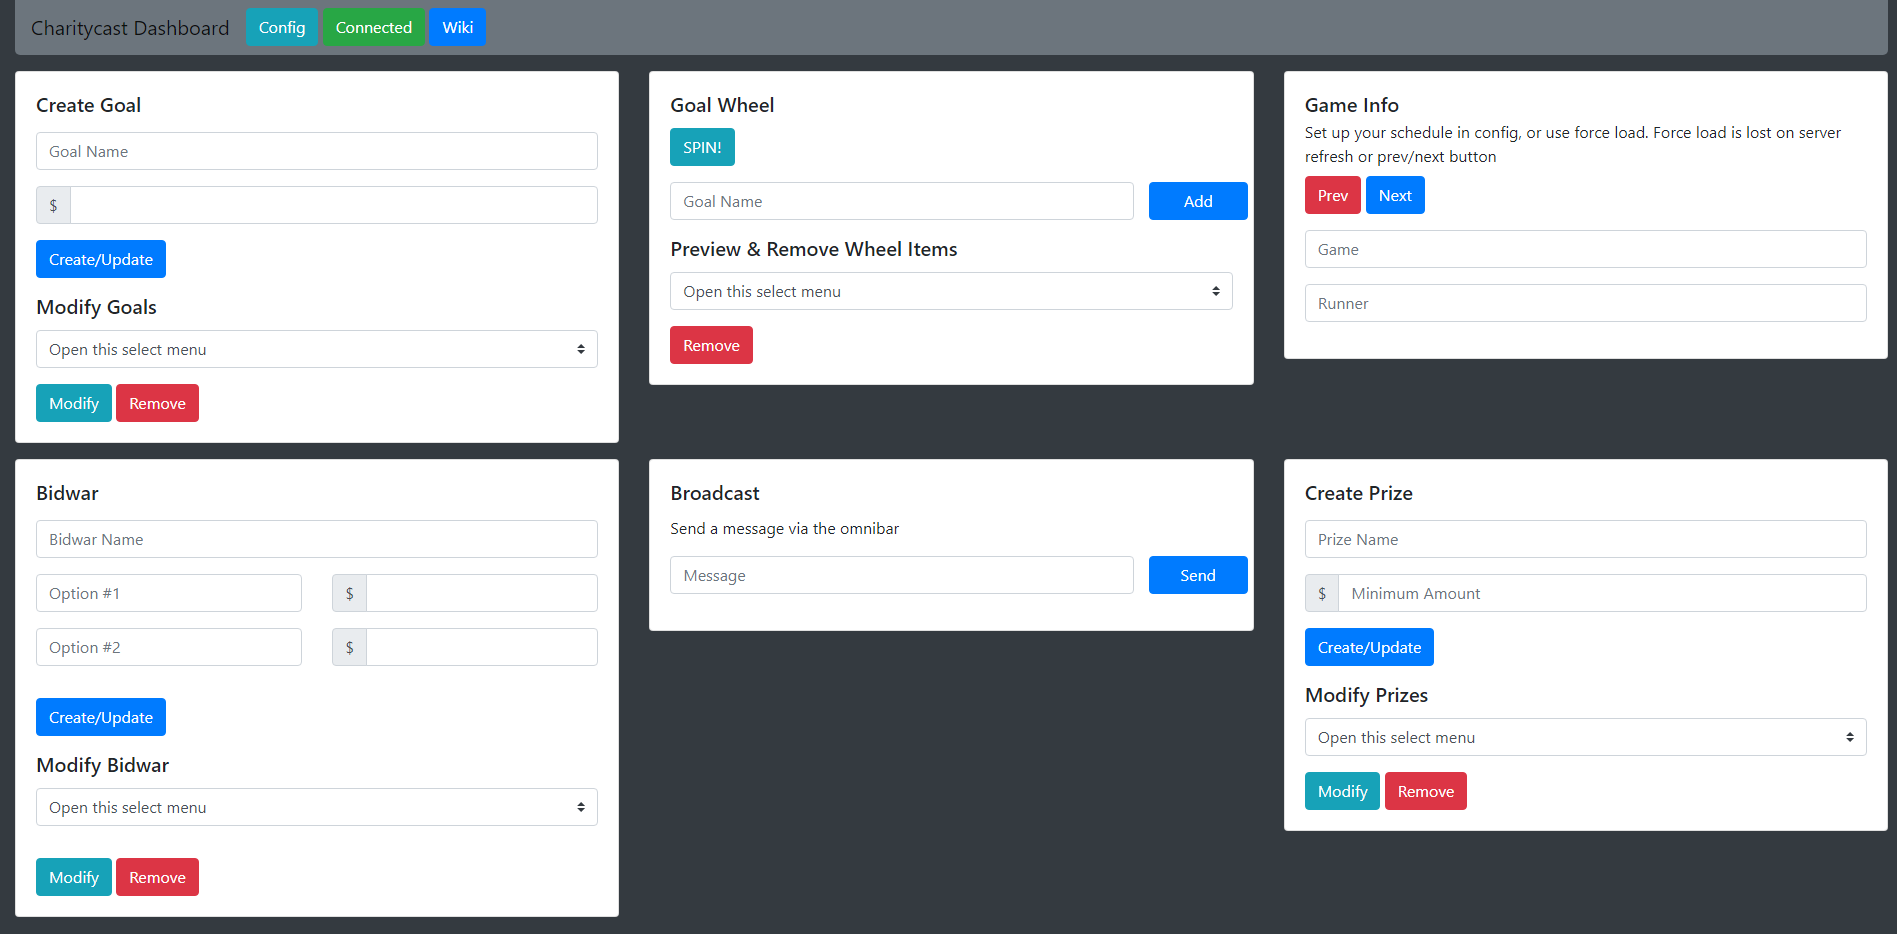 Charitycast Dashboard Config Connected Wiki
Create Goal
Goal Name
$
Create/Update
Modify Goals
Open this select menu
Modify Remove
Goal Wheel
SPIN!
Goal Name Add
Preview & Remove Wheel Items
Open this select menu
Remove
Game Info
Set up your schedule in config, or use force load. Force load is lost on server
refresh or prev/next button
Prev Next
Game
Runner
Bidwar
Bidwar Name
Option #1 $
Option #2 $
Create/Update
Modify Bidwar
Open this select menu
Modify Remove
Broadcast
Send a message via the omnibar
Message Send
Create Prize
Prize Name
$ Minimum Amount
Create/Update
Modify Prizes
Open this select menu
Modify Remove